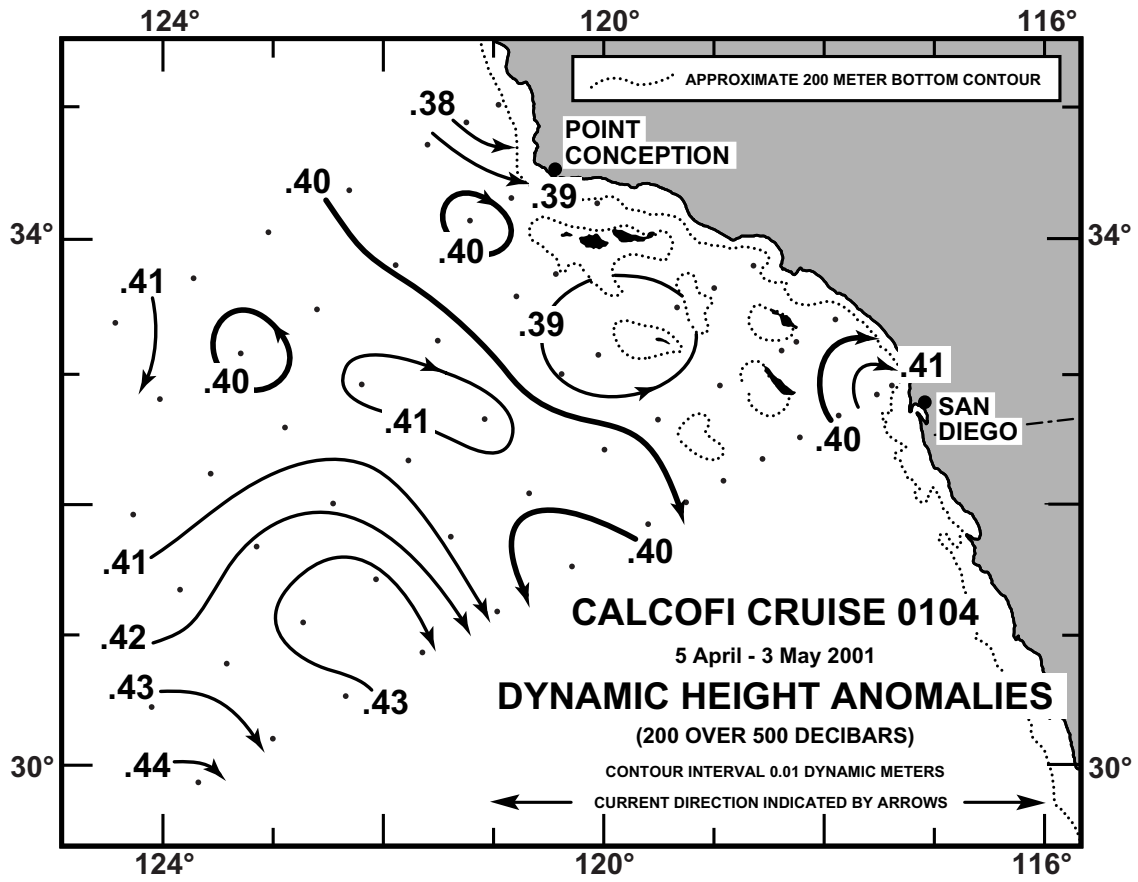 124°
120°
116°
APPROXIMATE 200 METER BOTTOM CONTOUR
.38
POINT
CONCEPTION
.40
.39
34°
34°
.40
.41
.39
.40
.41
.41
SAN
DIEGO
.40
.40
.41
CALCOFI CRUISE 0104
.42
5 April - 3 May 2001
.43
.43
DYNAMIC HEIGHT ANOMALIES
(200 OVER 500 DECIBARS)
.44
30°
30°
CONTOUR INTERVAL 0.01 DYNAMIC METERS
CURRENT DIRECTION INDICATED BY ARROWS
124°
120°
116°